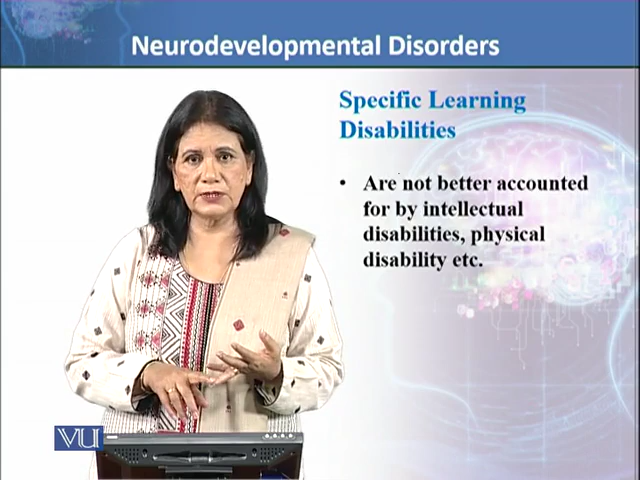 Neurodevelopmental Disorders
Specific Learning
Disabilities
• Are not better accounted
for by intellectual
disabilities, physical
disability etc.
VU